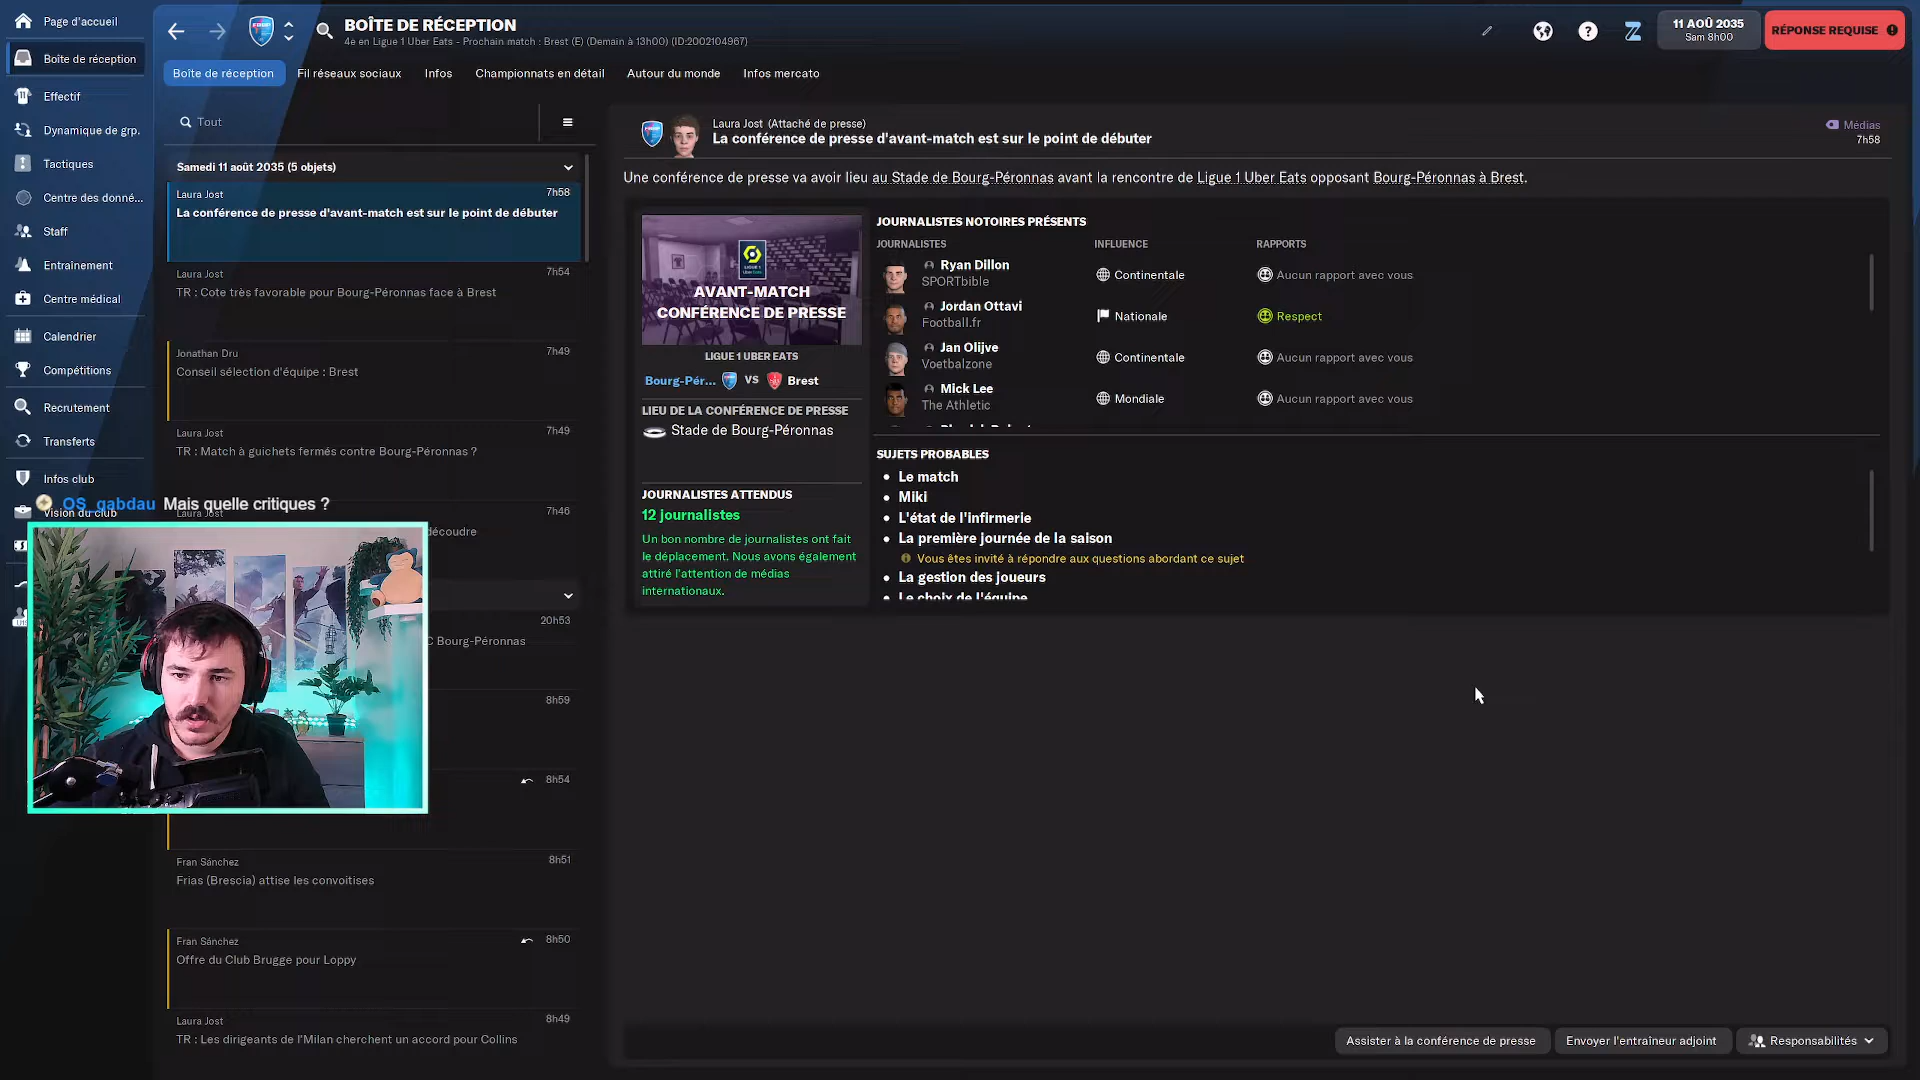 Page d'accueil
Boîte de réception
Effectif
Dynamique de grp.
Tactiques
Centre des donné...
Staff
Entraînement
Centre médical
Calendrier
Compétitions
Recrutement
Transferts
Infos club
Vision du club
OS_gabdau Mais quelle critiques ?
BOÎTE DE RÉCEPTION
4e en Ligue 1 Uber Eats - Prochain match : Brest (E) (Demain à 13h00) (ID:2002104967)
11 AOÛ 2035
Sam 8h00
RÉPONSE REQUISE
Boîte de réception
Fil réseaux sociaux
Infos
Championnats en détail
Autour du monde
Infos mercato
Tout
Samedi 11 août 2035 (5 objets)
Laura Jost 7h58
La conférence de presse d'avant-match est sur le point de débuter
Laura Jost 7h54
TR : Cote très favorable pour Bourg-Péronnas face à Brest
Jonathan Dru 7h49
Conseil sélection d'équipe : Brest
Laura Jost 7h49
TR : Match à guichets fermés contre Bourg-Péronnas ?
Laura Jost 7h46
découdre
20h53
C Bourg-Péronnas
8h59
8h54
Fran Sánchez 8h51
Frias (Brescia) attise les convoitises
Fran Sánchez 8h50
Offre du Club Brugge pour Loppy
Laura Jost 8h49
TR : Les dirigeants de l'Milan cherchent un accord pour Collins
Laura Jost (Attaché de presse)
La conférence de presse d'avant-match est sur le point de débuter
Médias
7h58
Une conférence de presse va avoir lieu au Stade de Bourg-Péronnas avant la rencontre de Ligue 1 Uber Eats opposant Bourg-Péronnas à Brest.
LIGUE 1
Uber Eats
AVANT-MATCH
CONFÉRENCE DE PRESSE
LIGUE 1 UBER EATS
Bourg-Pér... VS Brest
LIEU DE LA CONFÉRENCE DE PRESSE
Stade de Bourg-Péronnas
JOURNALISTES ATTENDUS
12 journalistes
Un bon nombre de journalistes ont fait
le déplacement. Nous avons également
attiré l'attention de médias
internationaux.
JOURNALISTES NOTOIRES PRÉSENTS
JOURNALISTES INFLUENCE RAPPORTS
Ryan Dillon
SPORTbible
Continentale
Aucun rapport avec vous
Jordan Ottavi
Football.fr
Nationale
Respect
Jan Olijve
Voetbalzone
Continentale
Aucun rapport avec vous
Mick Lee
The Athletic
Mondiale
Aucun rapport avec vous
SUJETS PROBABLES
Le match
Miki
L'état de l'infirmerie
La première journée de la saison
Vous êtes invité à répondre aux questions abordant ce sujet
La gestion des joueurs
Le choix de l'équipe
Assister à la conférence de presse
Envoyer l'entraîneur adjoint
Responsabilités